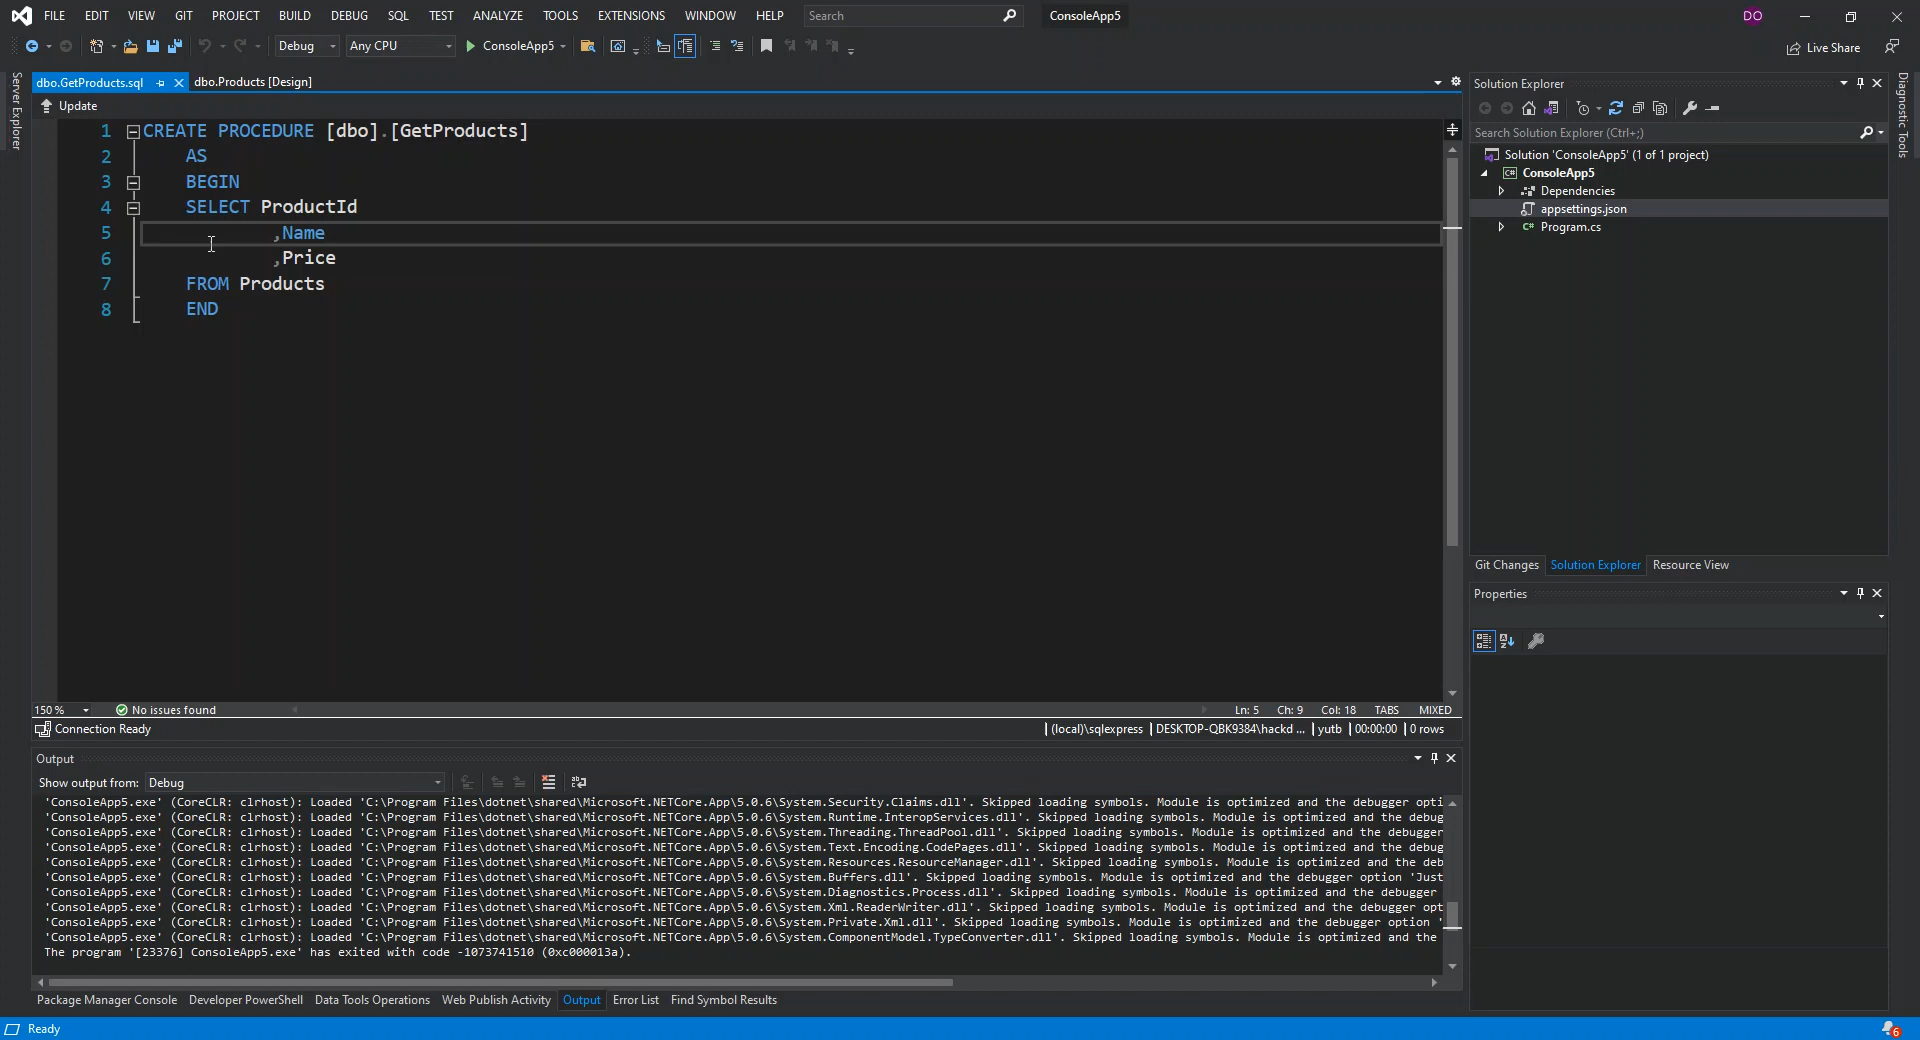 FILE EDIT VIEW GIT PROJECT BUILD DEBUG SQL TEST ANALYZE TOOLS EXTENSIONS WINDOW HELP Search ConsoleApp5 DO
Debug Any CPU ConsoleApp5 Live Share
Server Explorer
dbo.GetProducts.sql dbo.Products [Design]
Update
1 CREATE PROCEDURE [dbo].[GetProducts]
2 AS
3 BEGIN
4 SELECT ProductId
5 ,Name
6 ,Price
7 FROM Products
8 END
150 % No issues found Ln: 5 Ch: 9 Col: 18 TABS MIXED
Connection Ready (local)\sqlexpress DESKTOP-QBK9384\hackd ... yutb 00:00:00 0 rows
Output
Show output from: Debug
'ConsoleApp5.exe' (CoreCLR: clrhost): Loaded 'C:\Program Files\dotnet\shared\Microsoft.NETCore.App\5.0.6\System.Security.Claims.dll'. Skipped loading symbols. Module is optimized and the debugger opti
'ConsoleApp5.exe' (CoreCLR: clrhost): Loaded 'C:\Program Files\dotnet\shared\Microsoft.NETCore.App\5.0.6\System.Runtime.InteropServices.dll'. Skipped loading symbols. Module is optimized and the debug
'ConsoleApp5.exe' (CoreCLR: clrhost): Loaded 'C:\Program Files\dotnet\shared\Microsoft.NETCore.App\5.0.6\System.Threading.ThreadPool.dll'. Skipped loading symbols. Module is optimized and the debugger
'ConsoleApp5.exe' (CoreCLR: clrhost): Loaded 'C:\Program Files\dotnet\shared\Microsoft.NETCore.App\5.0.6\System.Text.Encoding.CodePages.dll'. Skipped loading symbols. Module is optimized and the debug
'ConsoleApp5.exe' (CoreCLR: clrhost): Loaded 'C:\Program Files\dotnet\shared\Microsoft.NETCore.App\5.0.6\System.Resources.ResourceManager.dll'. Skipped loading symbols. Module is optimized and the deb
'ConsoleApp5.exe' (CoreCLR: clrhost): Loaded 'C:\Program Files\dotnet\shared\Microsoft.NETCore.App\5.0.6\System.Buffers.dll'. Skipped loading symbols. Module is optimized and the debugger option 'Just
'ConsoleApp5.exe' (CoreCLR: clrhost): Loaded 'C:\Program Files\dotnet\shared\Microsoft.NETCore.App\5.0.6\System.Diagnostics.Process.dll'. Skipped loading symbols. Module is optimized and the debugger
'ConsoleApp5.exe' (CoreCLR: clrhost): Loaded 'C:\Program Files\dotnet\shared\Microsoft.NETCore.App\5.0.6\System.Xml.ReaderWriter.dll'. Skipped loading symbols. Module is optimized and the debugger opt
'ConsoleApp5.exe' (CoreCLR: clrhost): Loaded 'C:\Program Files\dotnet\shared\Microsoft.NETCore.App\5.0.6\System.Private.Xml.dll'. Skipped loading symbols. Module is optimized and the debugger option '
'ConsoleApp5.exe' (CoreCLR: clrhost): Loaded 'C:\Program Files\dotnet\shared\Microsoft.NETCore.App\5.0.6\System.ComponentModel.TypeConverter.dll'. Skipped loading symbols. Module is optimized and the
The program '[23376] ConsoleApp5.exe' has exited with code -1073741510 (0xc000013a).
Package Manager Console Developer PowerShell Data Tools Operations Web Publish Activity Output Error List Find Symbol Results
Solution Explorer
Search Solution Explorer (Ctrl+;)
Solution 'ConsoleApp5' (1 of 1 project)
C# ConsoleApp5
Dependencies
appsettings.json
C# Program.cs
Git Changes Solution Explorer Resource View
Properties
Diagnostic Tools
Ready 6